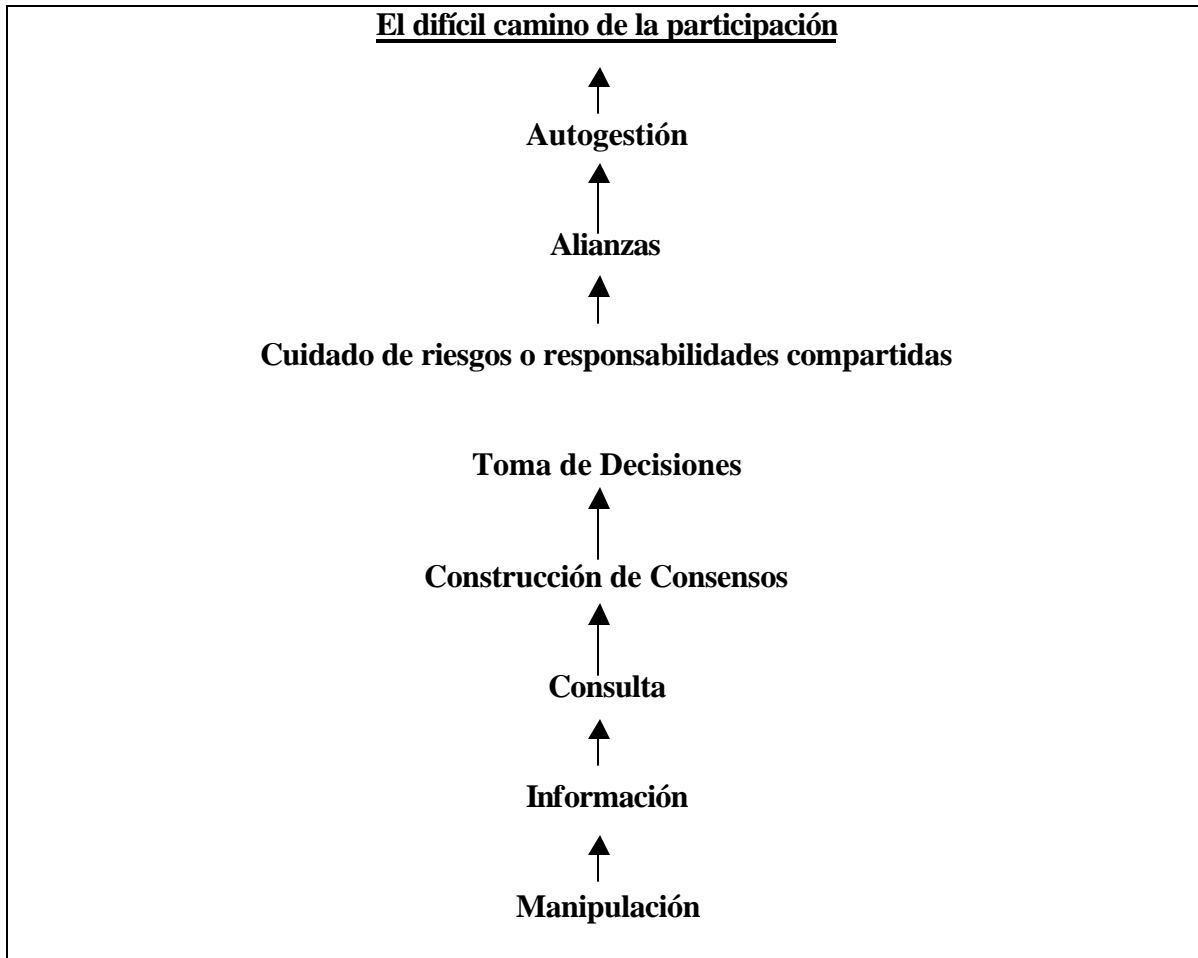 El difícil camino de la participación
Autogestión
Alianzas
Cuidado de riesgos o responsabilidades compartidas
Toma de Decisiones
Construcción de Consensos
Consulta
Información
Manipulación